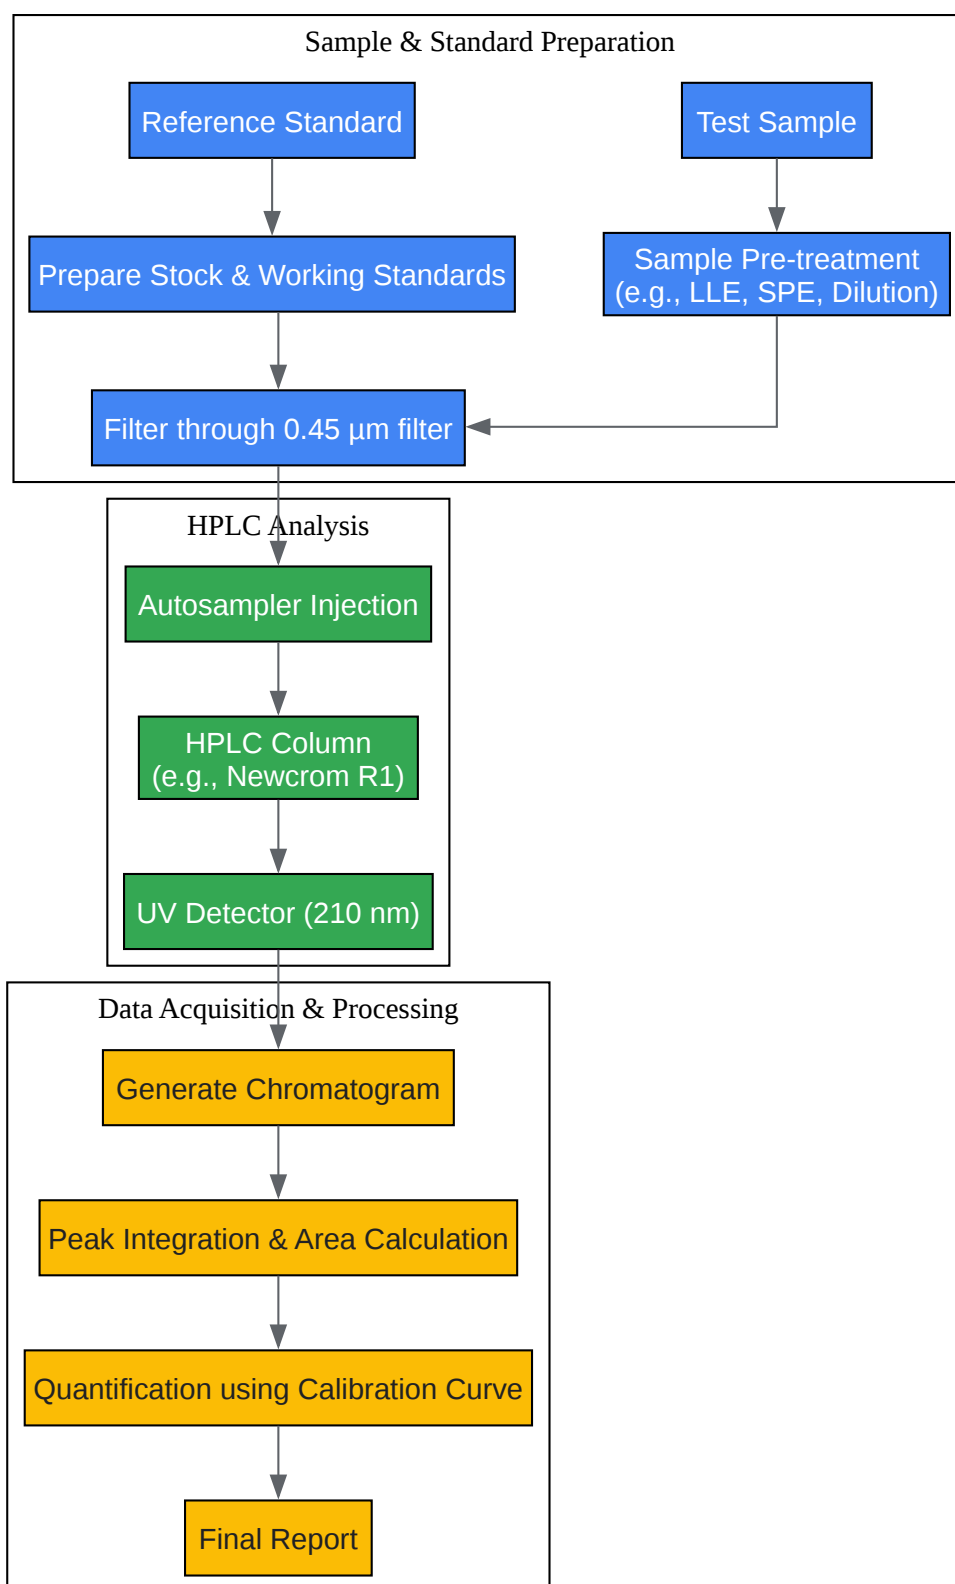 Sample & Standard Preparation
Reference Standard
Test Sample
Prepare Stock & Working Standards
Sample Pre-treatment
(e.g., LLE, SPE, Dilution)
Filter through 0.45 µm filter
HPLC Analysis
Autosampler Injection
HPLC Column
(e.g., Newcrom R1)
UV Detector (210 nm)
Data Acquisition & Processing
Generate Chromatogram
Peak Integration & Area Calculation
Quantification using Calibration Curve
Final Report